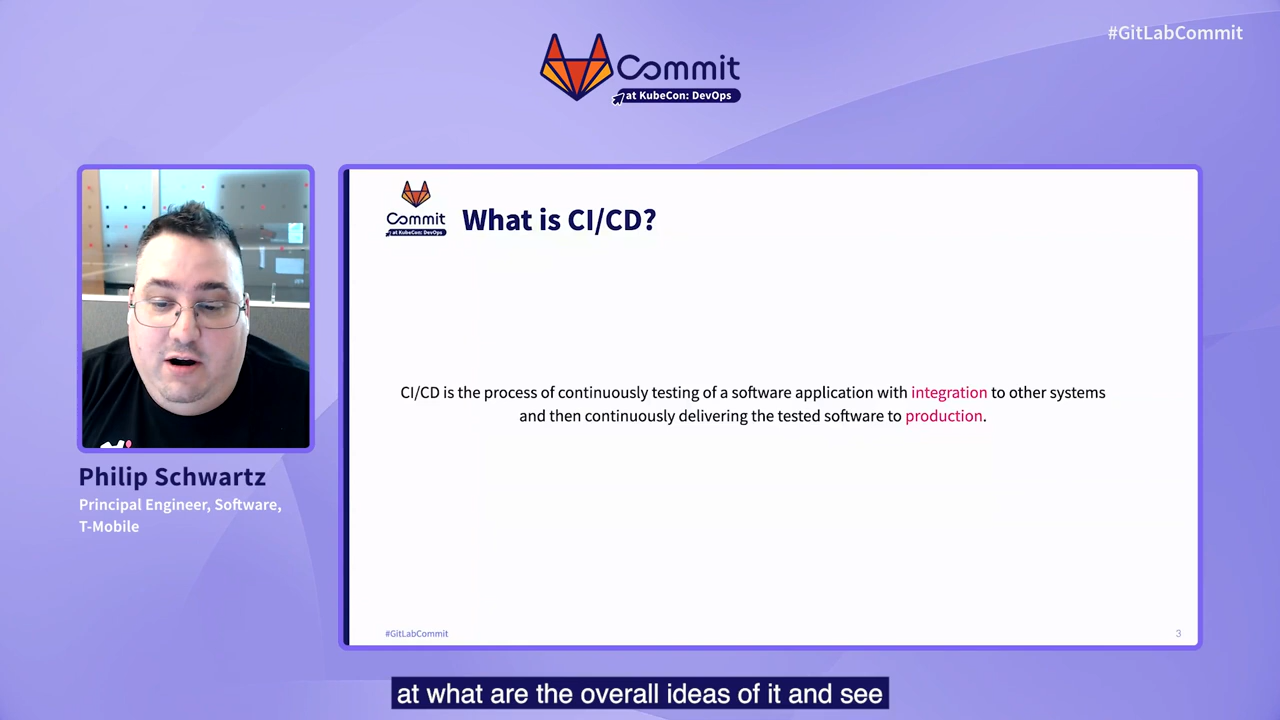 #GitLabCommit
Commit
at KubeCon: DevOps
Commit
at KubeCon: DevOps
What is CI/CD?
CI/CD is the process of continuously testing of a software application with integration to other systems
and then continuously delivering the tested software to production.
Philip Schwartz
Principal Engineer, Software,
T-Mobile
#GitLabCommit
3
at what are the overall ideas of it and see